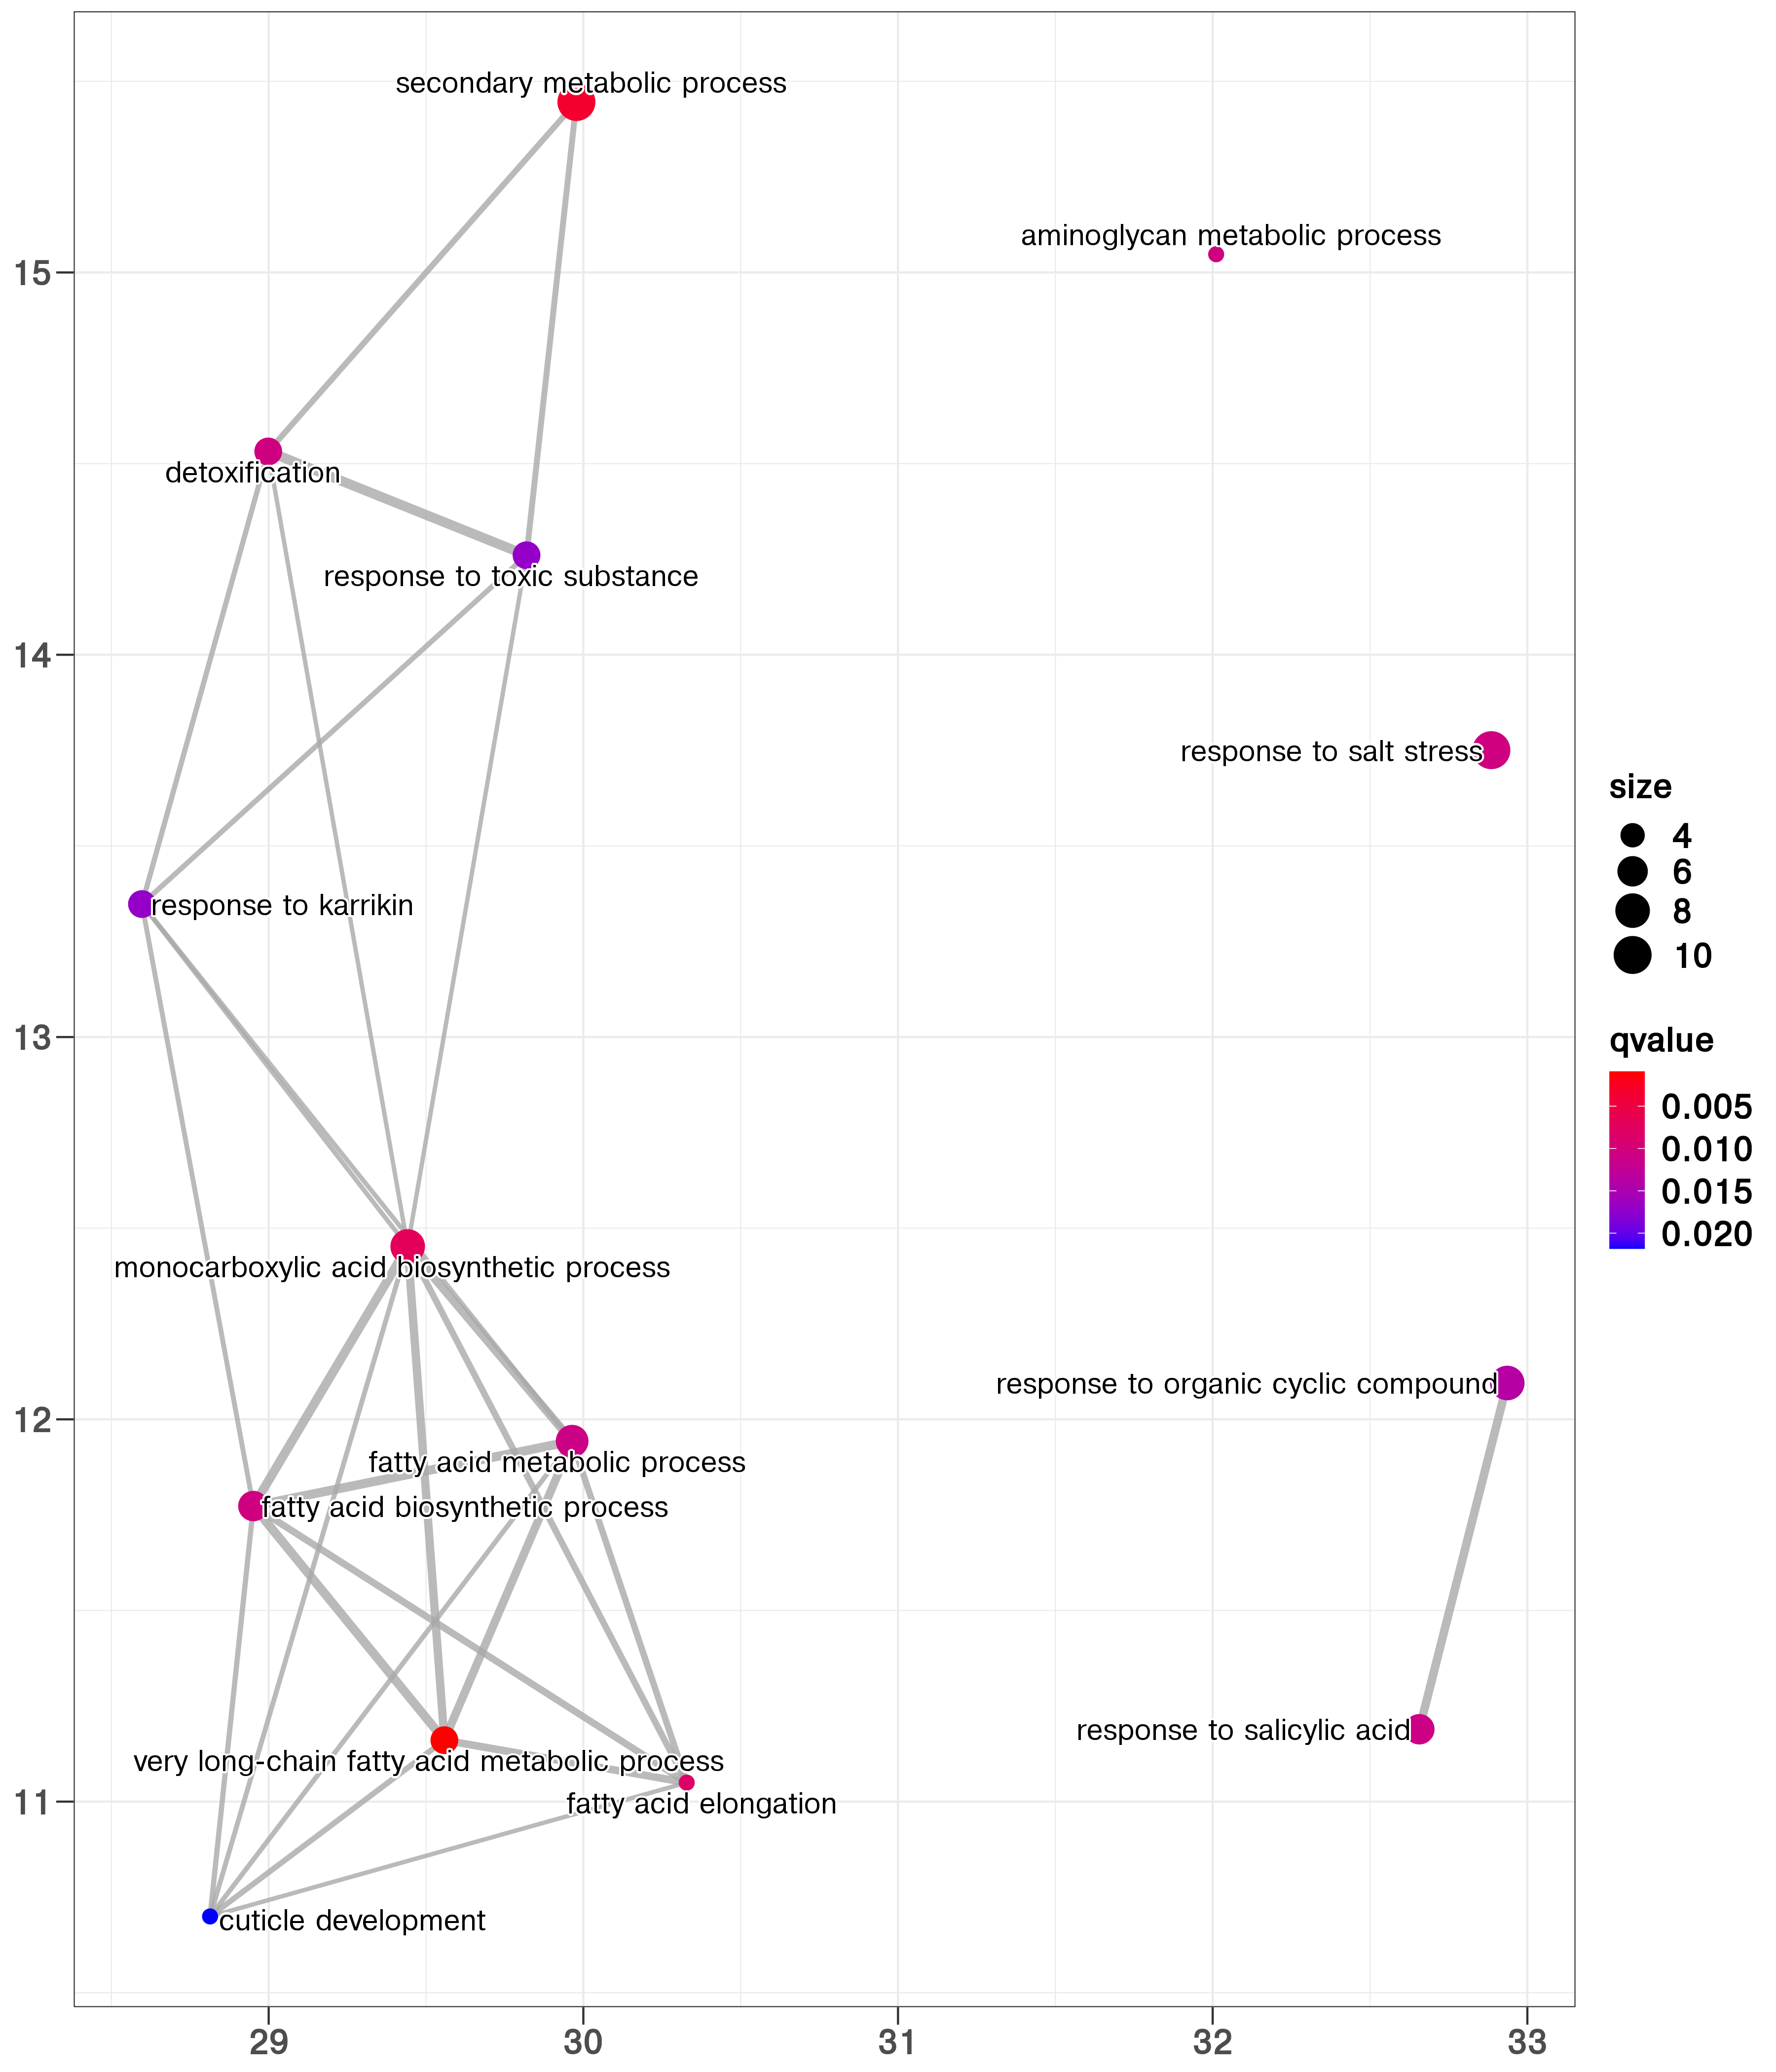 secondary metabolic process
aminoglycan metabolic process
15
detoxification
response to toxic substance
14
response to salt stress
response to karrikin
13
monocarboxylic acid biosynthetic process
response to organic cyclic compound
12
fatty acid metabolic process
fatty acid biosynthetic process
response to salicylic acid
very long-chain fatty acid metabolic process
11
fatty acid elongation
cuticle development
29 30 31 32 33
size
4
6
8
10
qvalue
0.005
0.010
0.015
0.020